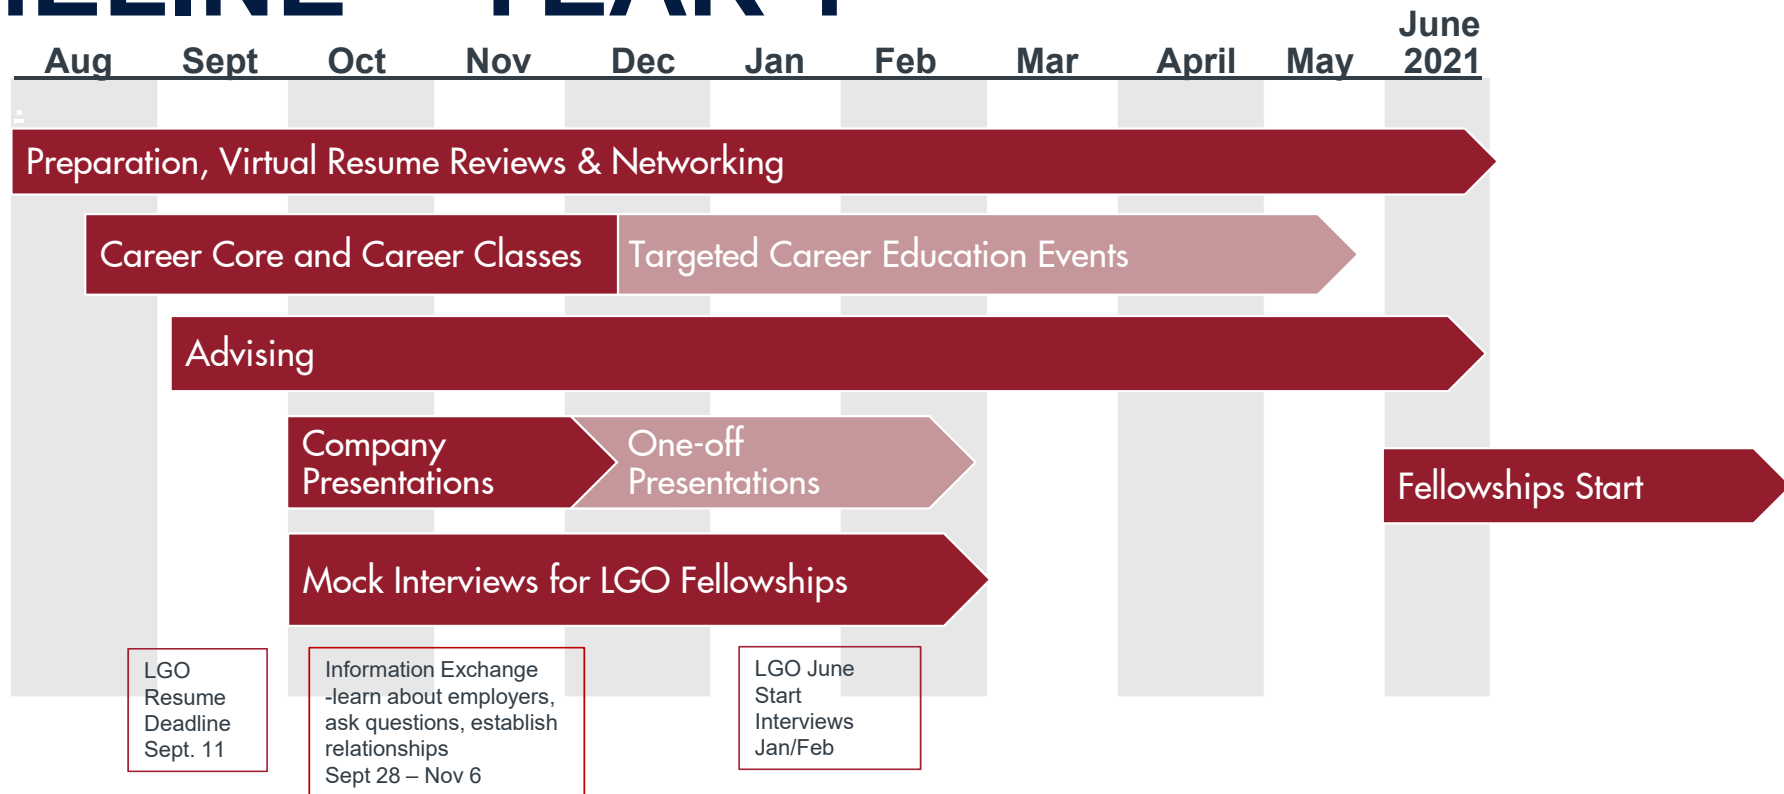 Aug Sept Oct Nov Dec Jan Feb Mar April May June 2021
Preparation, Virtual Resume Reviews & Networking
Career Core and Career Classes
Targeted Career Education Events
Advising
Company
Presentations
One-off
Presentations
Fellowships Start
Mock Interviews for LGO Fellowships
LGO
Resume
Deadline
Sept. 11
Information Exchange
-learn about employers,
ask questions, establish
relationships
Sept 28 – Nov 6
LGO June
Start
Interviews
Jan/Feb